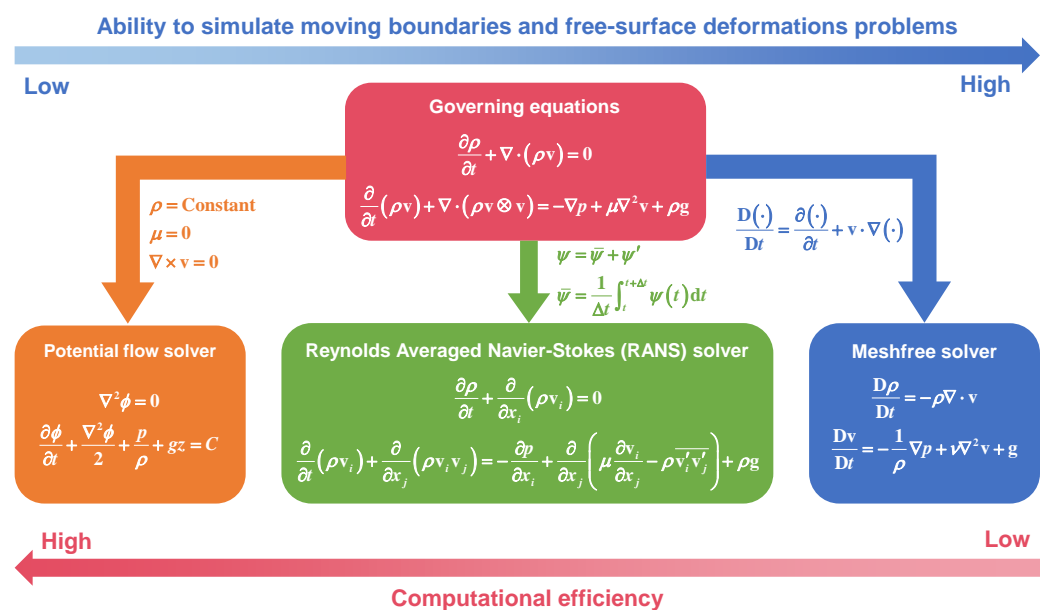 Ability to simulate moving boundaries and free-surface deformations problems
Low
High
Governing equations
∂ρ/∂t + ∇·(ρv) = 0
∂/∂t(ρv) + ∇·(ρv ⊗ v) = −∇p + μ∇²v + ρg
ρ = Constant
μ = 0
∇ × v = 0
ψ = ψ̄ + ψ′
ψ̄ = 1/Δt ∫ₜᵗ⁺ᐃᵗ ψ(t)dt
D(·)/Dt = ∂(·)/∂t + v·∇(·)
Potential flow solver
∇²ϕ = 0
∂ϕ/∂t + ∇²ϕ/2 + p/ρ + gz = C
Reynolds Averaged Navier-Stokes (RANS) solver
∂ρ/∂t + ∂/∂xᵢ(ρvᵢ) = 0
∂/∂t(ρvᵢ) + ∂/∂xⱼ(ρvᵢvⱼ) = −∂p/∂xᵢ + ∂/∂xⱼ(μ ∂vᵢ/∂xⱼ − ρ\overline{v′ᵢv′ⱼ}) + ρg
Meshfree solver
Dρ/Dt = −ρ∇·v
Dv/Dt = −1/ρ ∇p + ν∇²v + g
High
Low
Computational efficiency